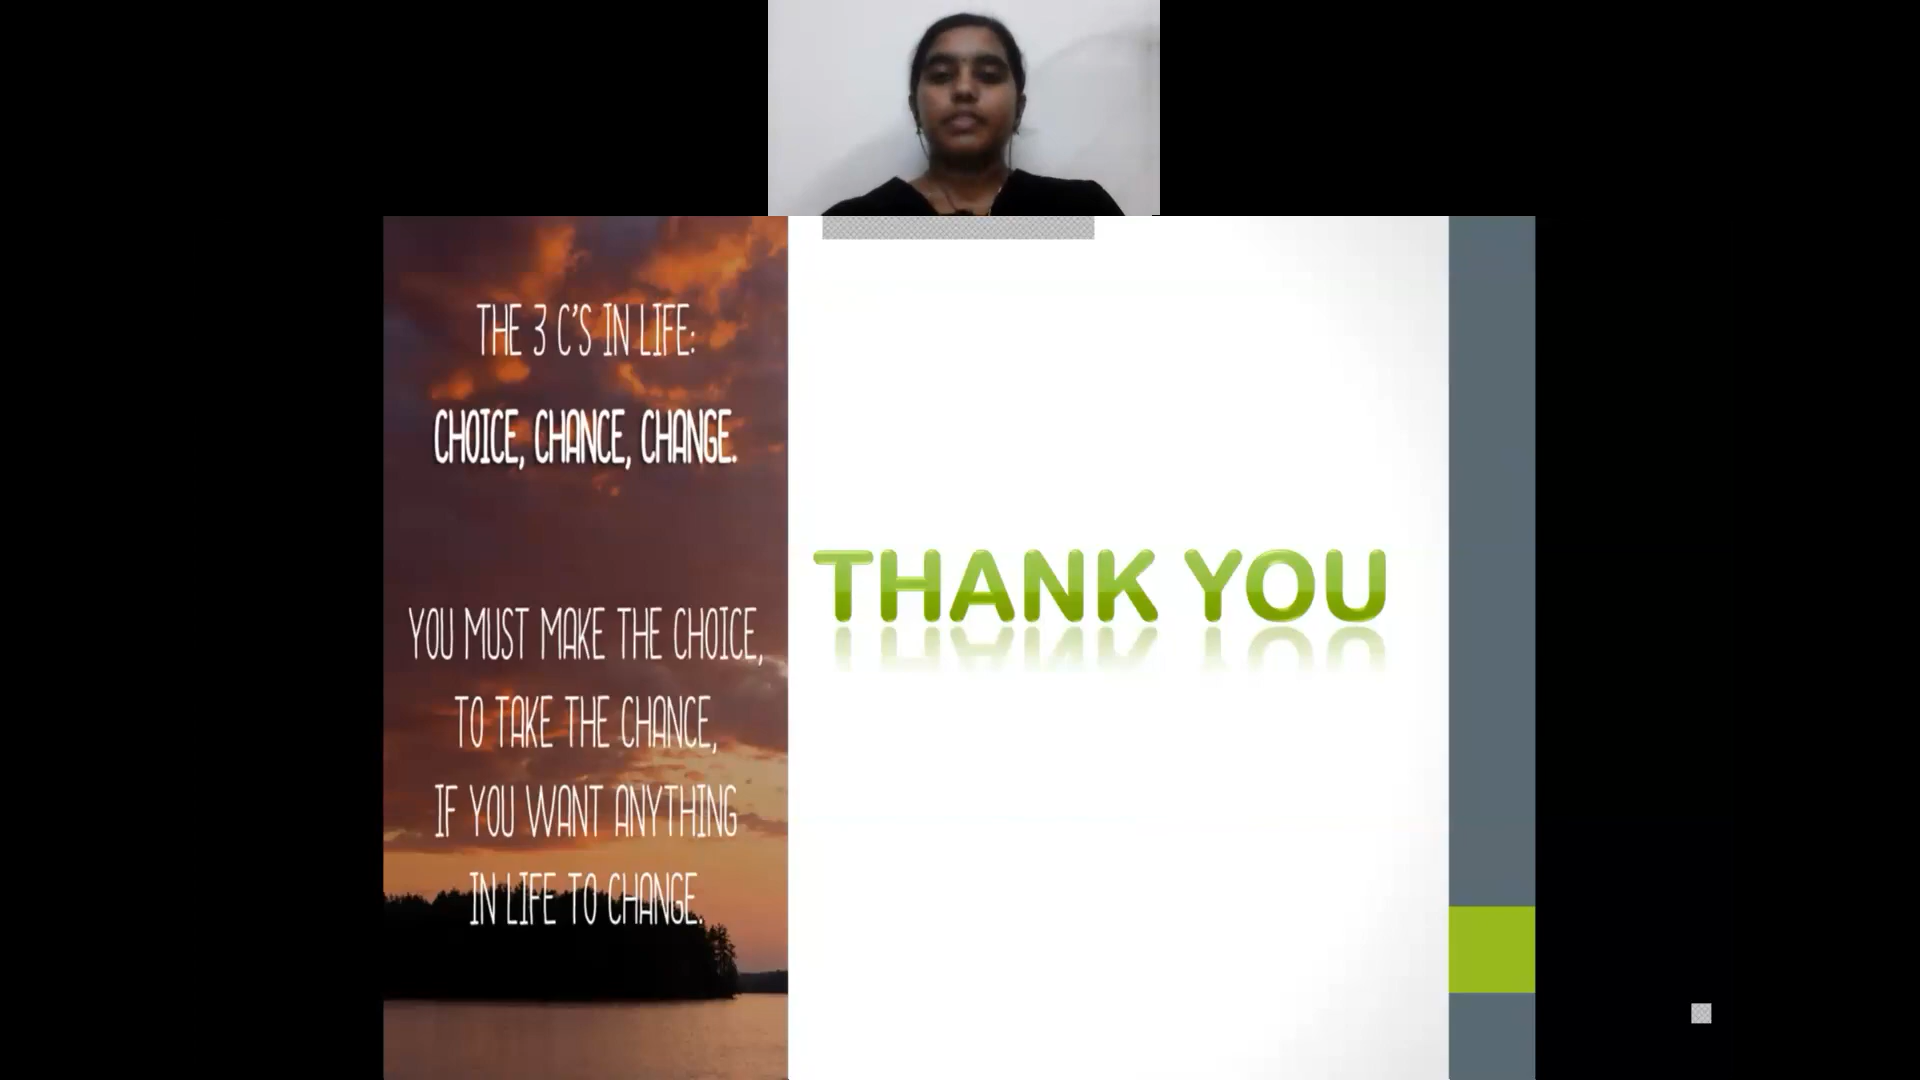 THE 3 C'S IN LIFE:
CHOICE, CHANCE, CHANGE.
YOU MUST MAKE THE CHOICE,
TO TAKE THE CHANCE,
IF YOU WANT ANYTHING
IN LIFE TO CHANGE.
THANK YOU